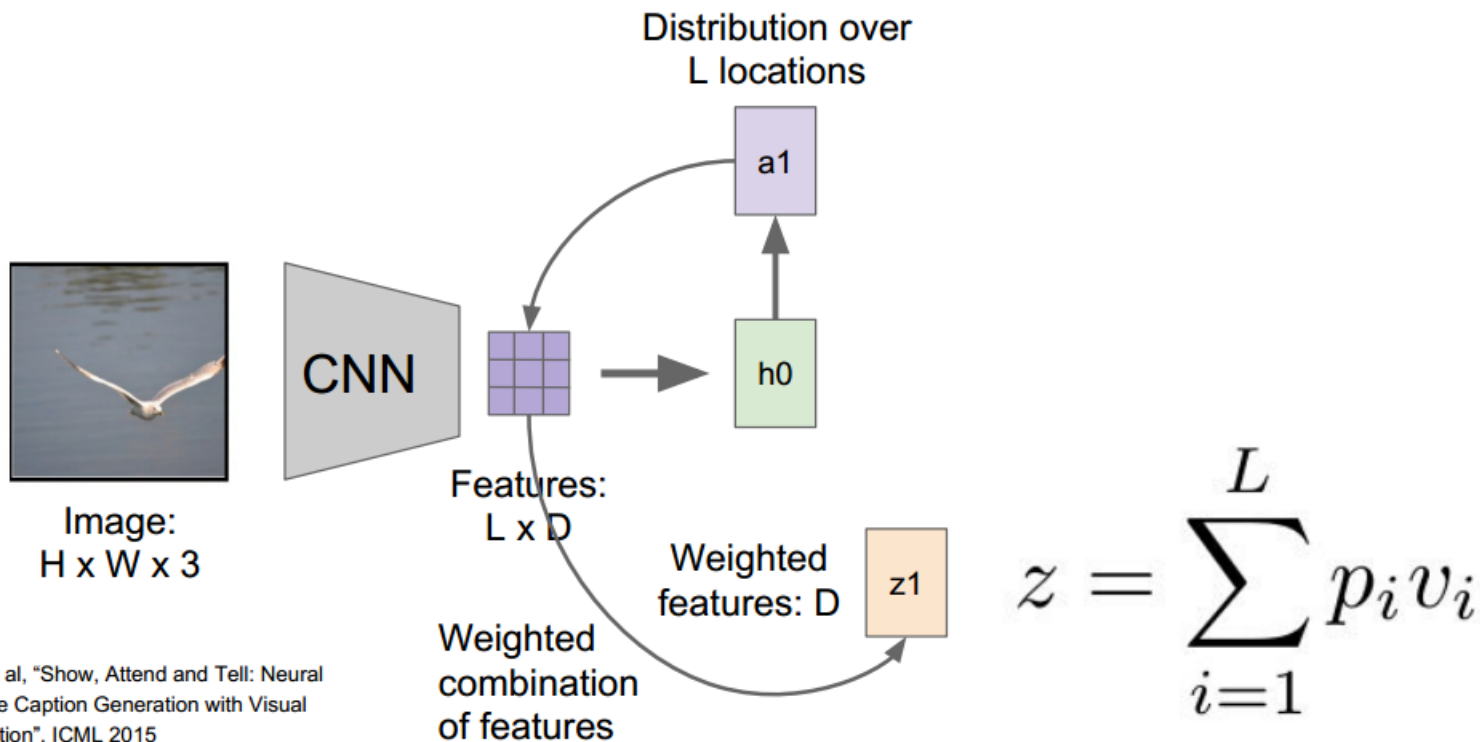 Distribution over
L locations
a1
CNN
h0
Features:
L x D
Image:
H x W x 3
Weighted
features: D
z1
z = \sum_{i=1}^{L} p_i v_i
Weighted
combination
of features
al, “Show, Attend and Tell: Neural
Caption Generation with Visual
ICML 2015